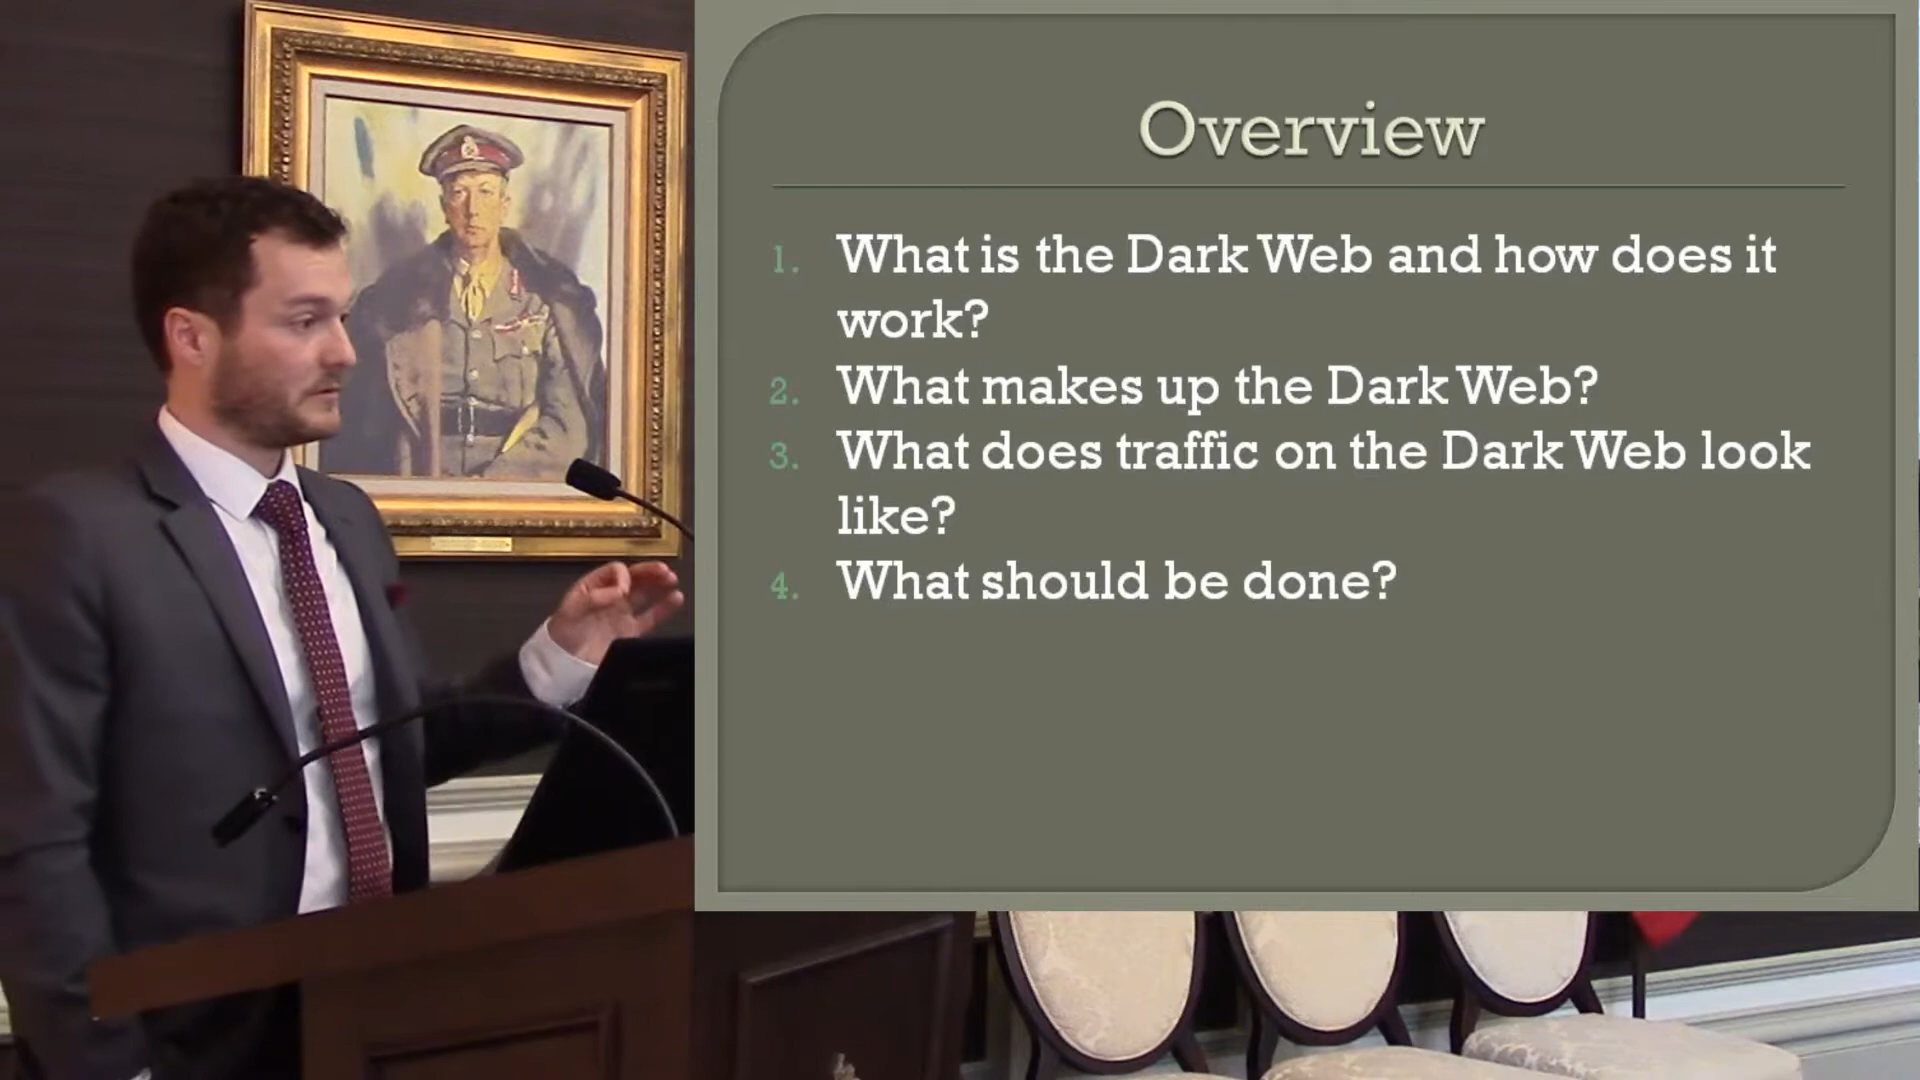 Overview
1. What is the Dark Web and how does it
work?
2. What makes up the Dark Web?
3. What does traffic on the Dark Web look
like?
4. What should be done?